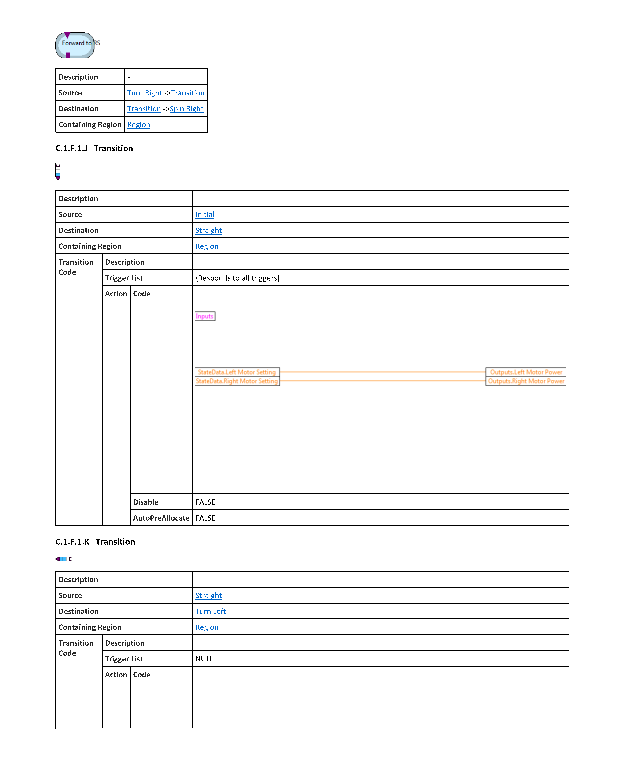 Forward to RS
Description -
Source Turn Right->Transition
Destination Transition->Spin Right
Containing Region Region
C.1.F.1.J Transition
Description
Source Initial
Destination Straight
Containing Region Region
Transition Code Description
Trigger List {Responds to all triggers}
Action Code
Inputs
StateData.Left Motor Setting Outputs.Left Motor Power
StateData.Right Motor Setting Outputs.Right Motor Power
Disable FALSE
AutoPreAllocate FALSE
C.1.F.1.K Transition
Description
Source Straight
Destination Turn Left
Containing Region Region
Transition Code Description
Trigger List NULL
Action Code